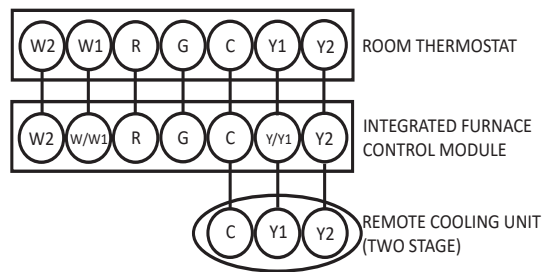 W2 W1 R G C Y1 Y2 ROOM THERMOSTAT
W2 W/W1 R G C Y/Y1 Y2 INTEGRATED FURNACE
CONTROL MODULE
C Y1 Y2 REMOTE COOLING UNIT
(TWO STAGE)